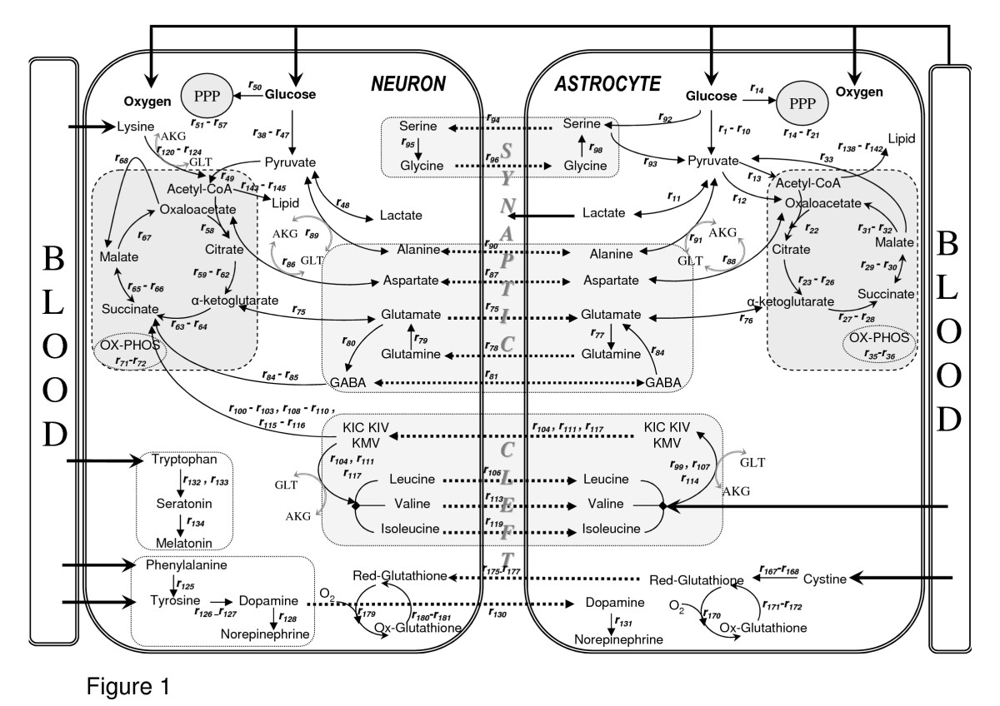 NEURON
ASTROCYTE
Oxygen
PPP
r50
Glucose
r51 - r57
Glucose
r14
PPP
Oxygen
r14 - r21
Lysine
AKG
r120 - r124
GLT
r38 - r47
Serine
r94
Serine
r92
r1 - r10
Lipid
r138 - r142
r95
r98
r68
Pyruvate
Glycine
r96
Glycine
r93
Pyruvate
r33
r49
r13
Acetyl-CoA
r143 - r145
Acetyl-CoA
Oxaloacetate
Lipid
r48
Lactate
Lactate
r11
r12
Oxaloacetate
r67
r58
AKG
r89
r91
AKG
r22
r31- r32
Malate
Citrate
GLT
Alanine
r90
Alanine
GLT
r88
Citrate
Malate
r86
r59 - r62
Aspartate
r87
Aspartate
r29 - r30
r65 - r66
r23 - r26
Succinate
α-ketoglutarate
r75
Glutamate
r75
Glutamate
r76
α-ketoglutarate
Succinate
r63 - r64
r27 - r28
OX-PHOS
r71-r72
r80
r79
r77
r84
OX-PHOS
r35-r36
Glutamine
r78
Glutamine
r84 - r85
GABA
r81
GABA
r100 - r103 , r108 - r110 ,
r115 - r116
KIC KIV
KMV
r104 , r111 , r117
KIC KIV
KMV
r104 , r111
r117
r99 , r107
r114
GLT
AKG
GLT
AKG
Leucine
r106
Leucine
Valine
r113
Valine
Isoleucine
r119
Isoleucine
Tryptophan
r132 , r133
Seratonin
r134
Melatonin
Phenylalanine
r125
Tyrosine
r126 -r127
Dopamine
r128
Norepinephrine
Red-Glutathione
r175-r177
Red-Glutathione
r167-r168
Cystine
O2
r179
r180-r181
Ox-Glutathione
r130
Dopamine
r131
Norepinephrine
O2
r170
r171-r172
Ox-Glutathione
BLOOD
SYNAPTIC
CLEFT
BLOOD
Figure 1